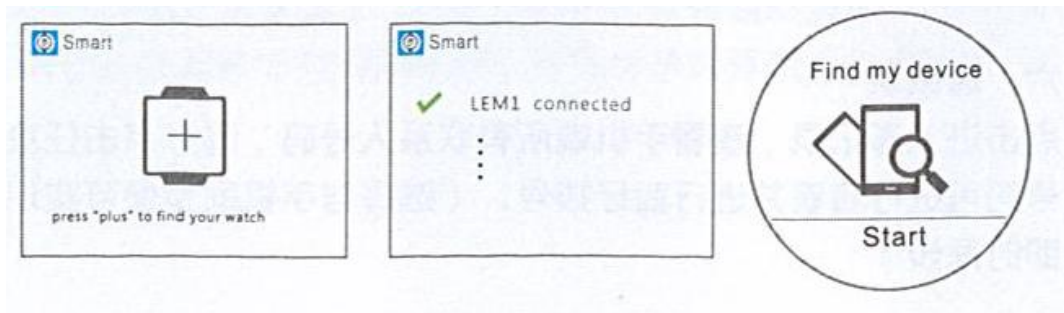 Smart
press "plus" to find your watch
Smart
LEM1 connected
Find my device
Start